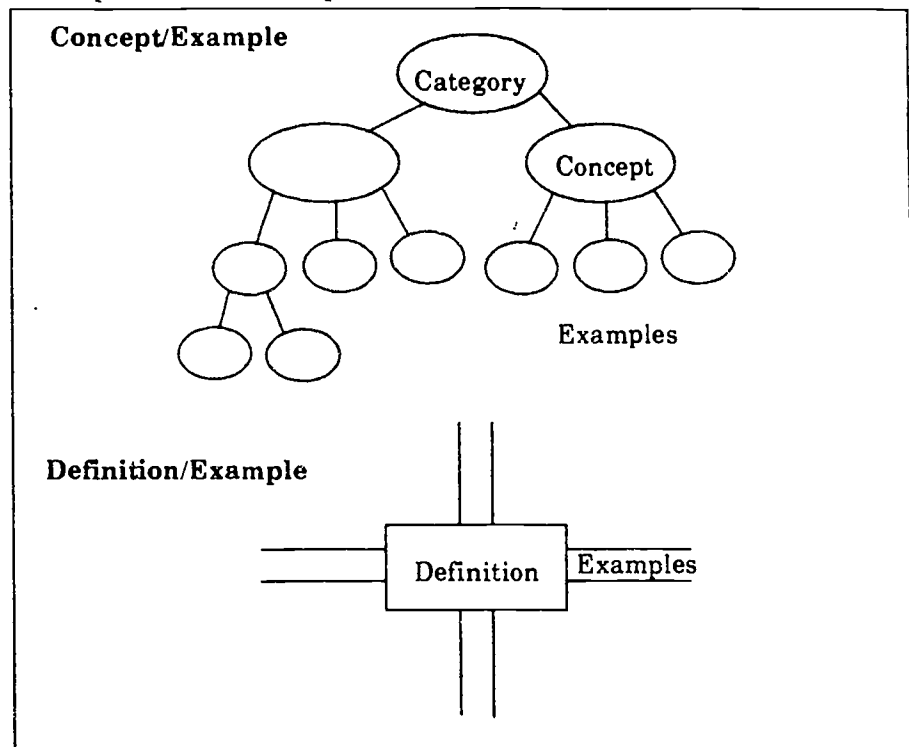 Concept/Example
Category
Concept
Examples
Definition/Example
Definition
Examples